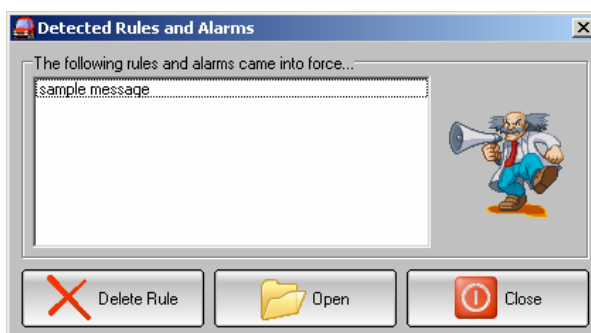 Detected Rules and Alarms
The following rules and alarms came into force...
sample message
Delete Rule
Open
Close